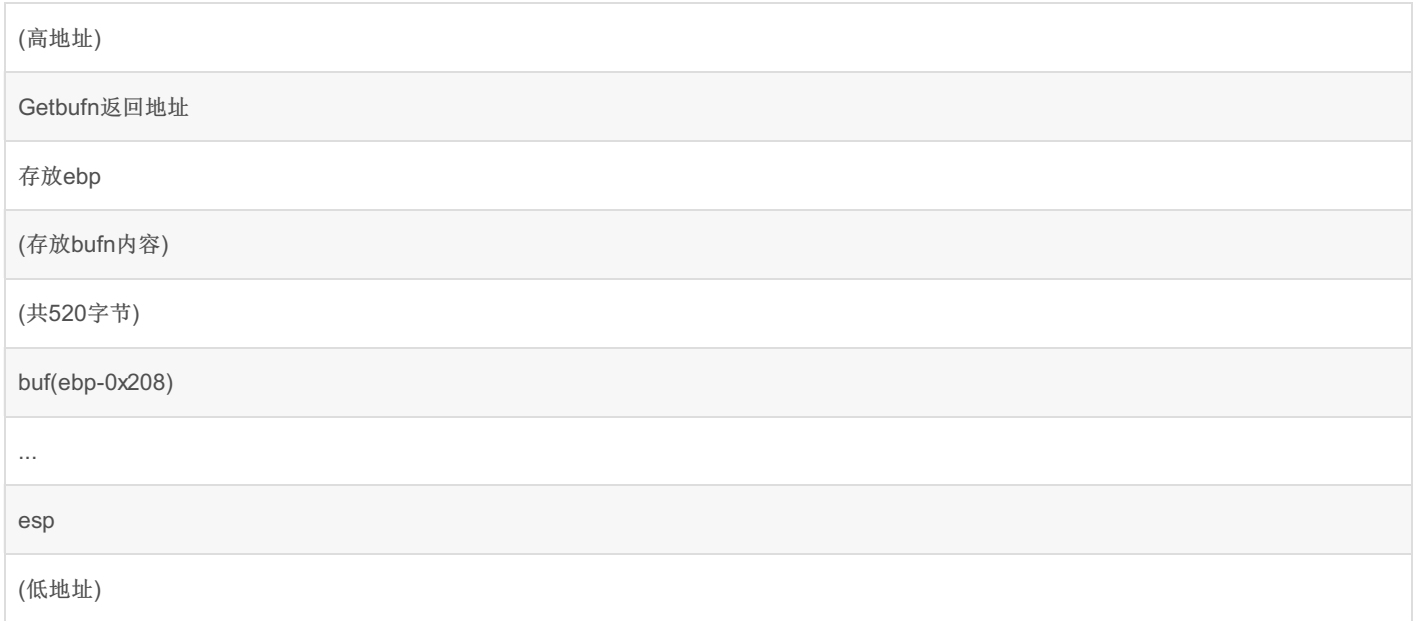 (高地址)
Getbufn返回地址
存放ebp
(存放bufn内容)
(共520字节)
buf(ebp-0x208)
...
esp
(低地址)